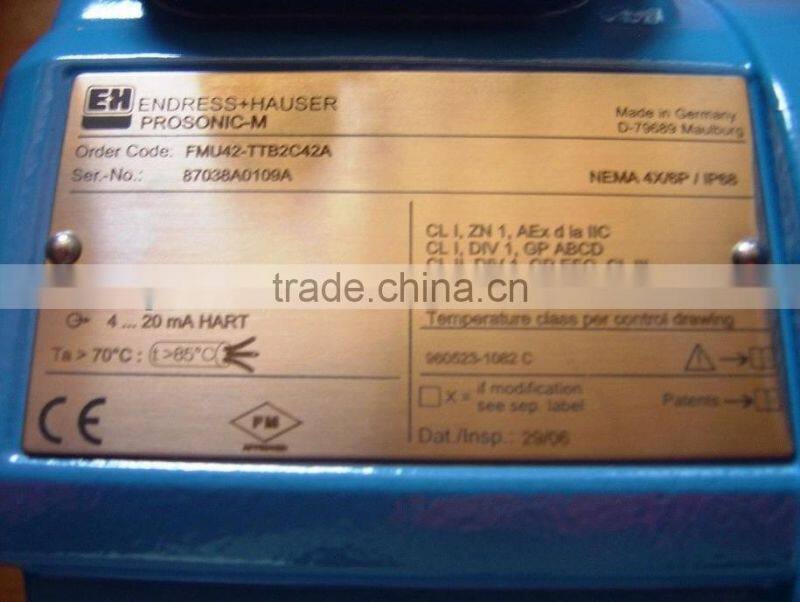 EH ENDRESS+HAUSER
PROSONIC-M
Made in Germany
D-79689 Maulburg
Order Code: FMU42-TTB2C42A
Ser.-No.: 87038A0109A
NEMA 4X/6P / IP68
CL I, ZN 1, AEx d ia IIC
CL I, DIV 1, GP ABCD
trade.china.cn
4 ... 20 mA HART
Temperature class per control drawing
Ta > 70°C : t >85°C
960523-1082 C
X = if modification
see sep. label
Patents
CE
FM
APPROVED
Dat./Insp.: 29/06